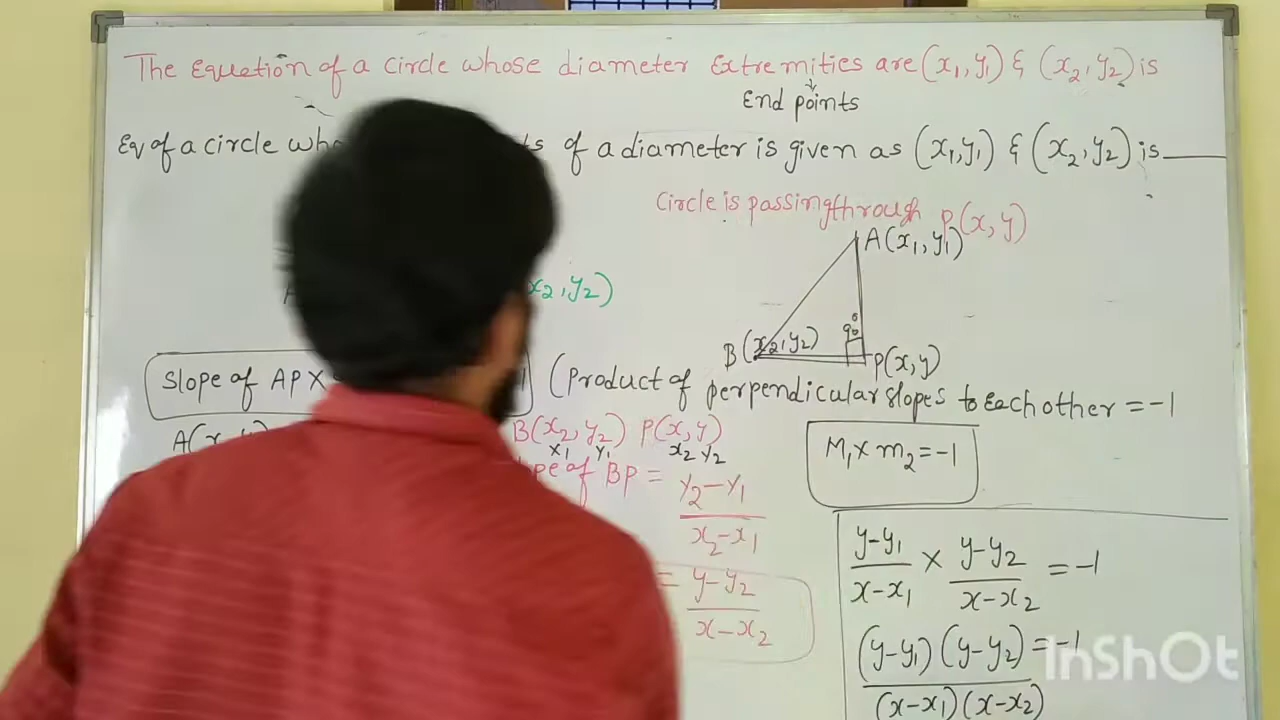 The Equation of a circle whose diameter Extremities are (x₁, y₁) & (x₂, y₂) is
End points
Eq of a circle of a diameter is given as (x₁, y₁) & (x₂, y₂) is
Circle is passing through P(x, y)
A(x₁, y₁)
x₂, y₂)
90°
B(x₂, y₂)
P(x, y)
Slope of AP ×
(Product of perpendicular slopes to Each other = -1
B(x₂, y₂) P(x, y)
x₁ y₁ x₂ y₂
M₁ × m₂ = -1
of BP = y₂-y₁/x₂-x₁
= y-y₂/x-x₂
y-y₁/x-x₁ × y-y₂/x-x₂ = -1
(y-y₁)(y-y₂)/(x-x₁)(x-x₂) = -1
InShOt